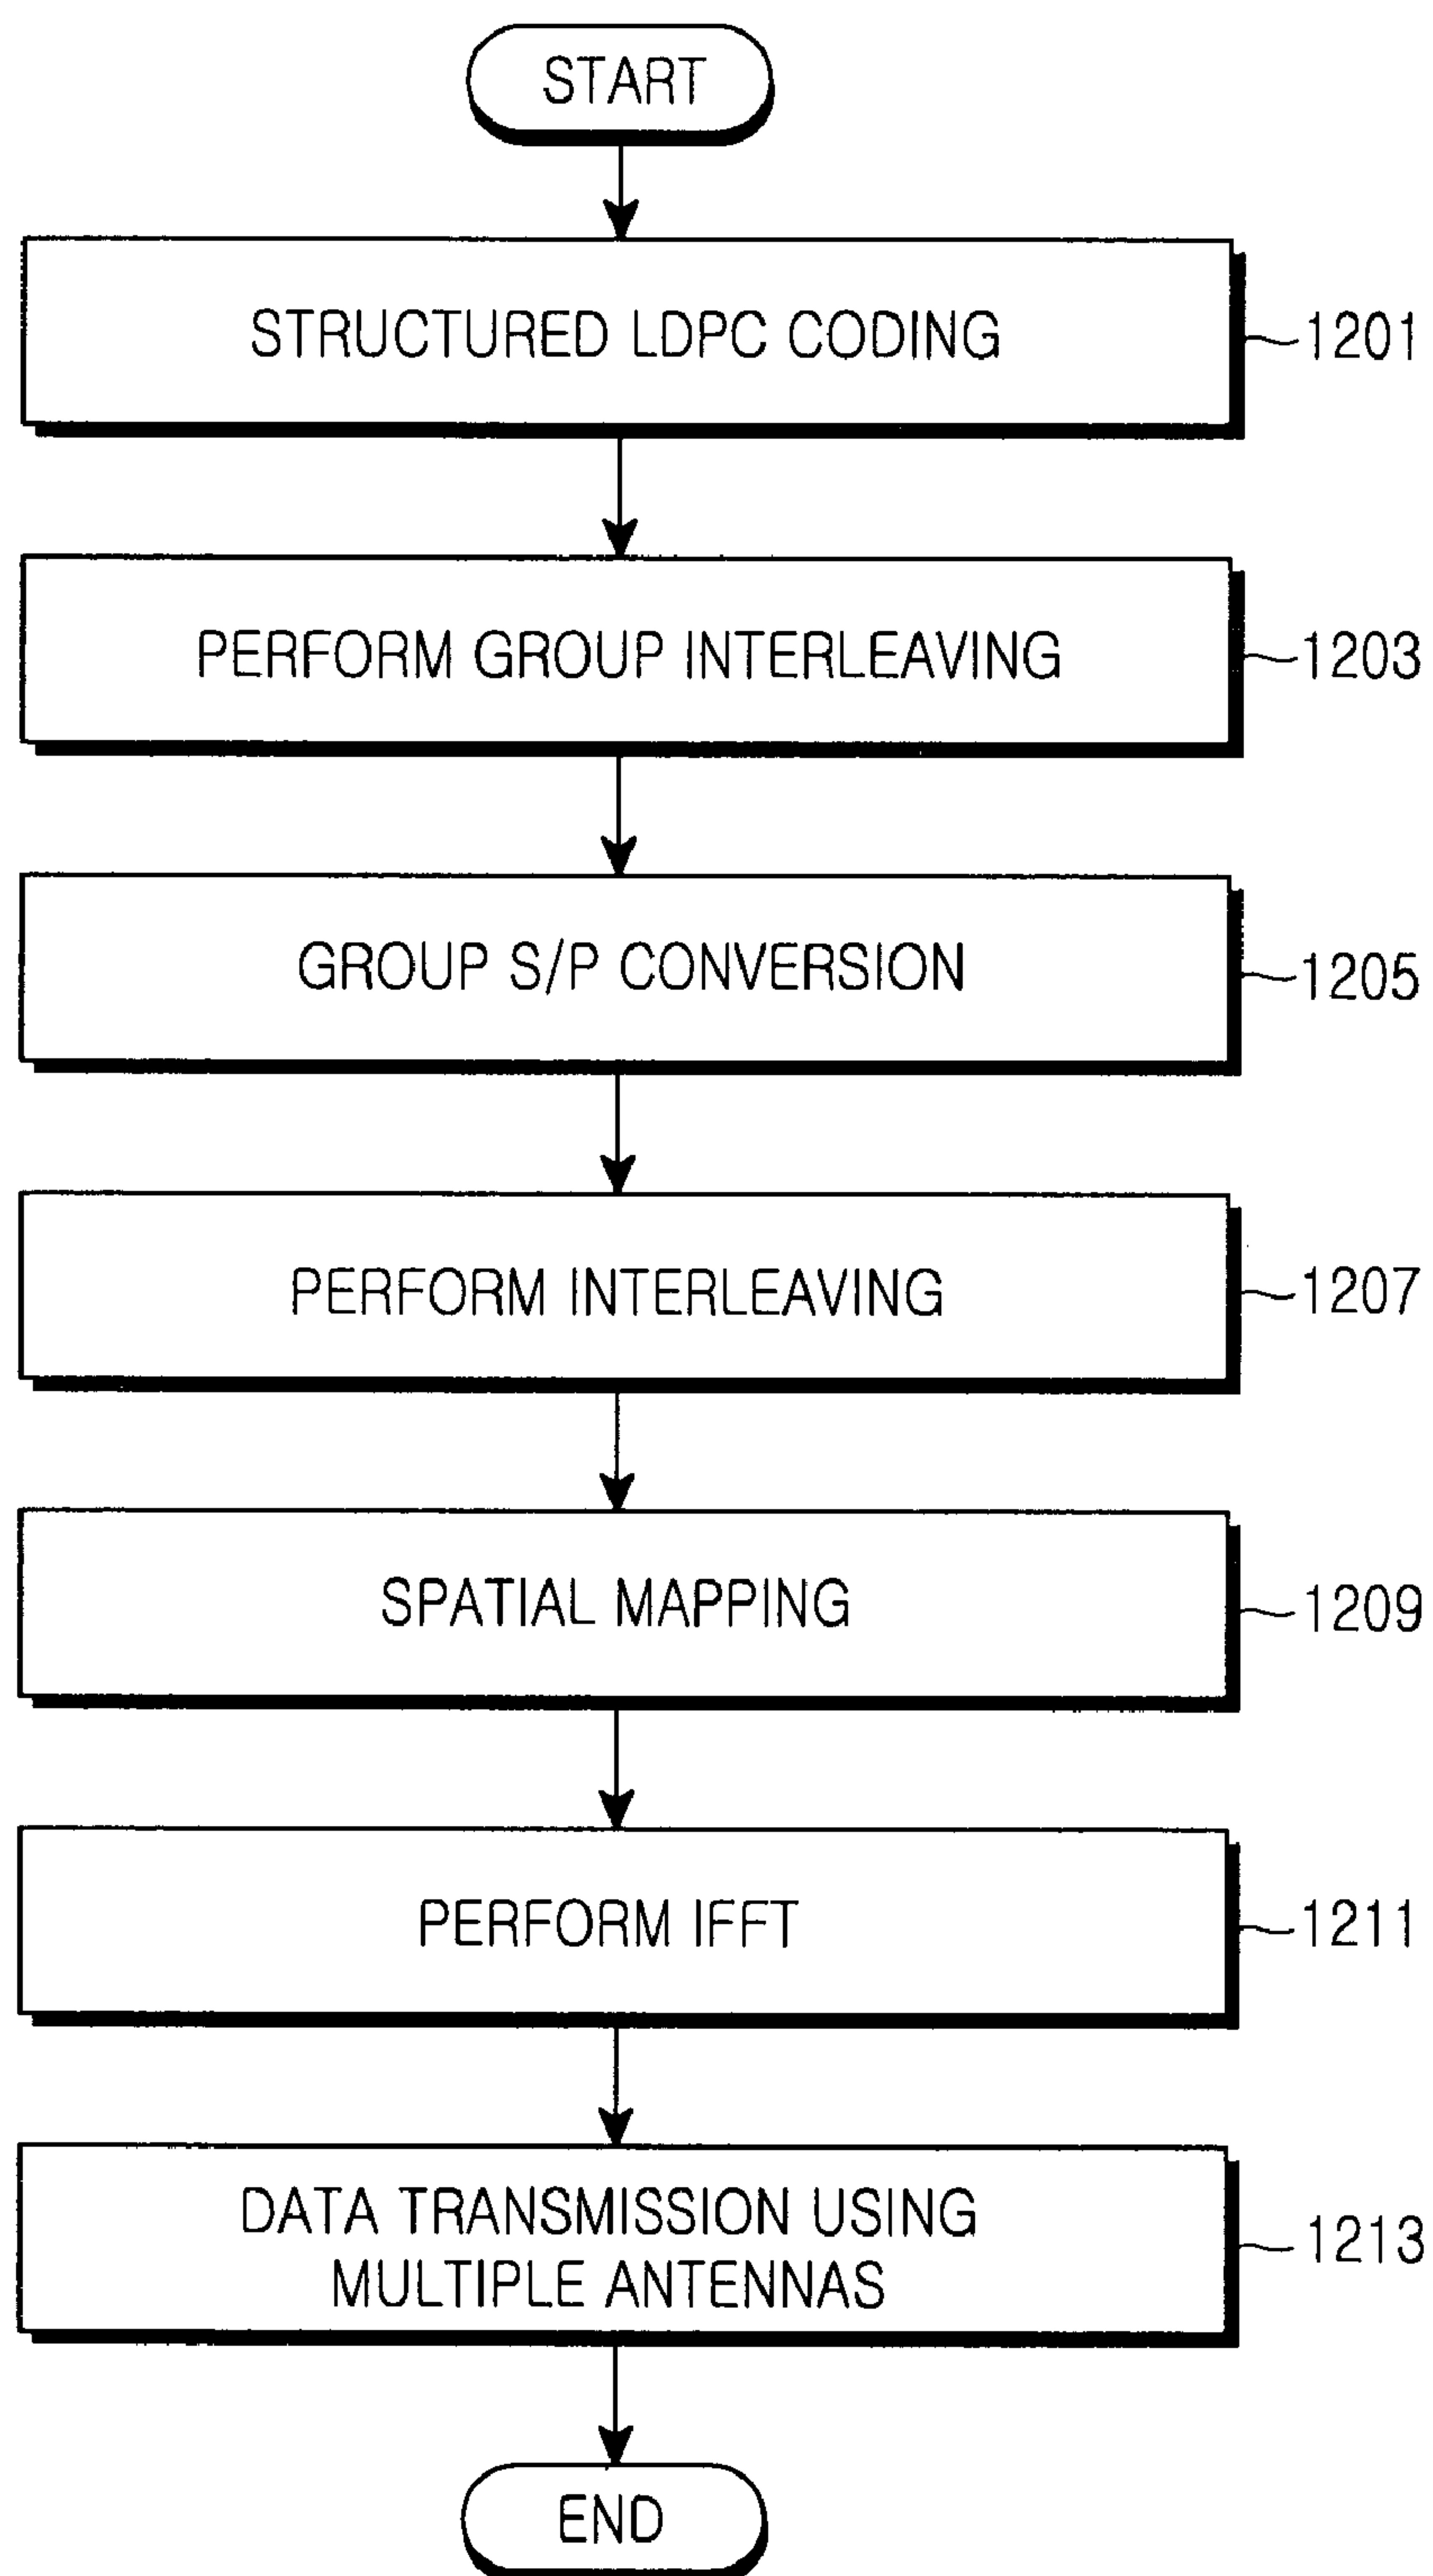 START
STRUCTURED LDPC CODING
1201
PERFORM GROUP INTERLEAVING
1203
GROUP S/P CONVERSION
1205
PERFORM INTERLEAVING
1207
SPATIAL MAPPING
1209
PERFORM IFFT
1211
DATA TRANSMISSION USING
MULTIPLE ANTENNAS
1213
END